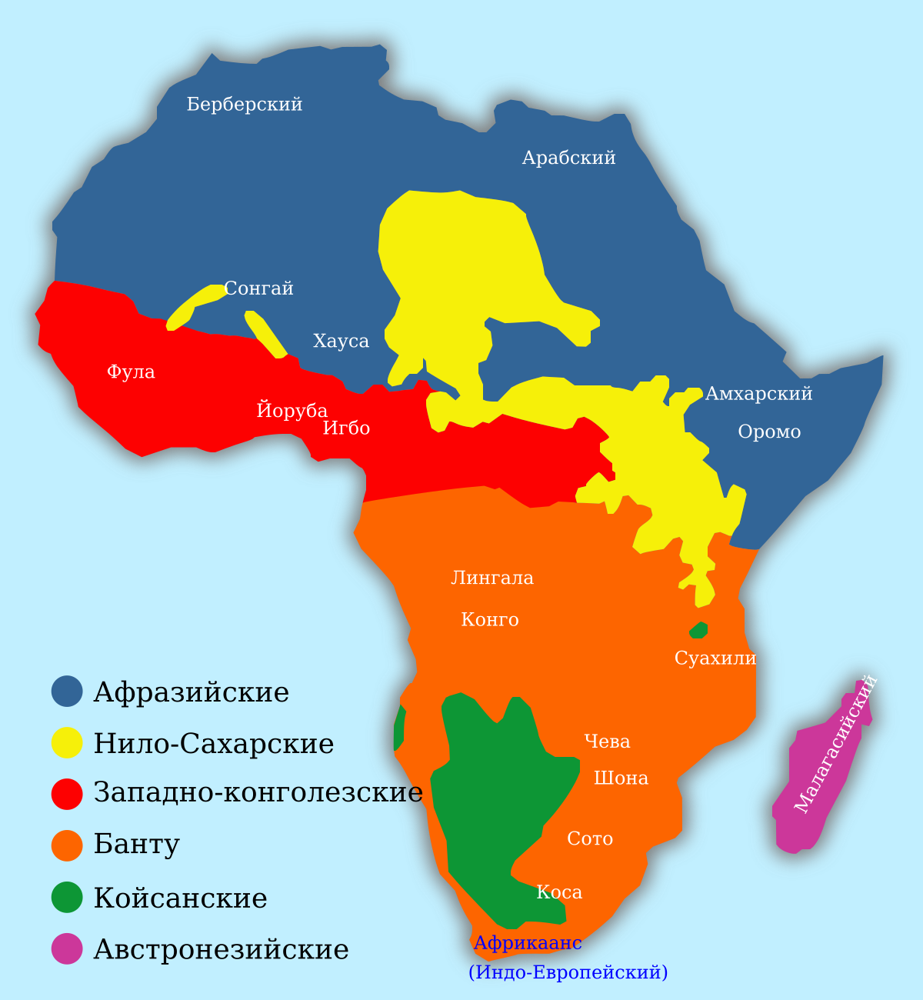 Берберский
Арабский
Сонгай
Хауса
Фула
Амхарский
Йоруба
Игбо
Оромо
Лингала
Конго
Суахили
Малагасийский
Чева
Шона
Сото
Коса
Африкаанс
(Индо-Европейский)
Афразийские
Нило-Сахарские
Западно-конголезские
Банту
Койсанские
Австронезийские